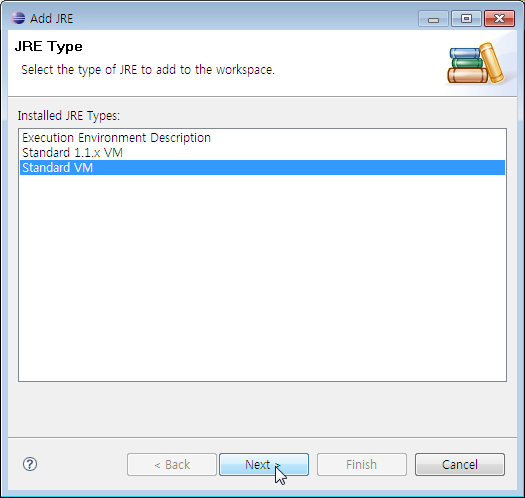 Add JRE
JRE Type
Select the type of JRE to add to the workspace.
Installed JRE Types:
Execution Environment Description
Standard 1.1.x VM
Standard VM
?
< Back
Next >
Finish
Cancel